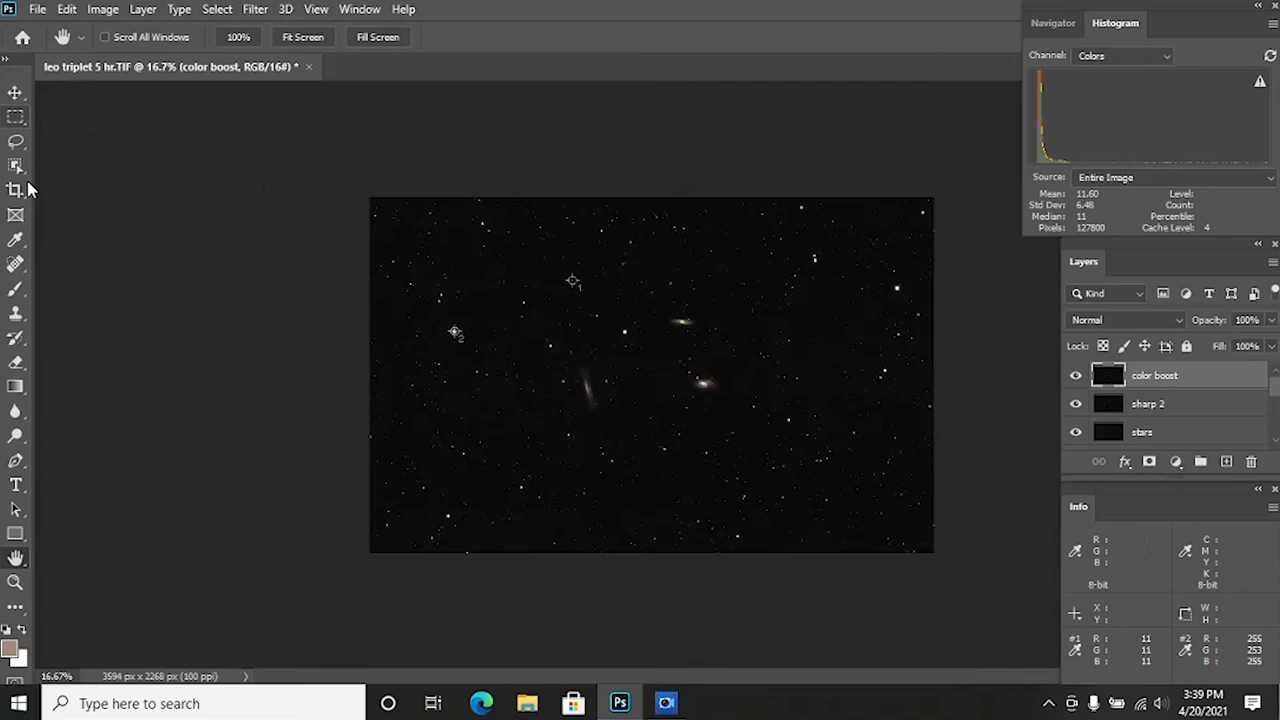 Ps File Edit Image Layer Type Select Filter 3D View Window Help
Scroll All Windows 100% Fit Screen Fill Screen
leo triplet 5 hr.TIF @ 16.7% (color boost, RGB/16#) * ×
1
2
Navigator Histogram
Channel: Colors
Source: Entire Image
Mean: 11.60 Level:
Std Dev: 6.48 Count:
Median: 11 Percentile:
Pixels: 127800 Cache Level: 4
Layers
Kind
Normal Opacity: 100%
Lock: Fill: 100%
color boost
sharp 2
stars
Info
R : C :
G : M :
B : Y :
K :
8-bit 8-bit
X : W :
Y : H :
#1 R : 11 #2 R : 255
G : 11 G : 253
B : 11 B : 255
T
16.67% 3594 px x 2268 px (100 ppi)
Type here to search
Ps
3:39 PM
4/20/2021